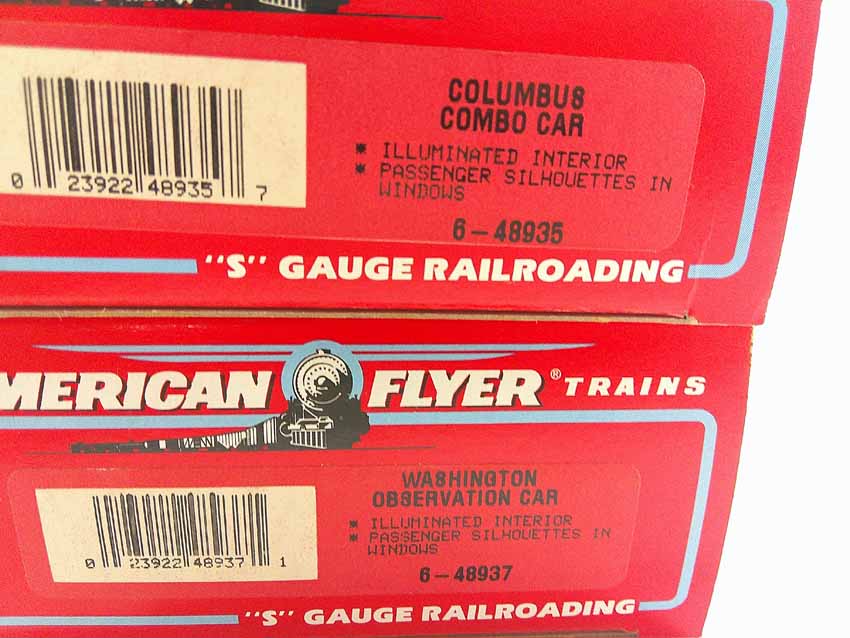 COLUMBUS
COMBO CAR
* ILLUMINATED INTERIOR
* PASSENGER SILHOUETTES IN
WINDOWS
6-48935
0 23922 48935 7
"S" GAUGE RAILROADING
MERICAN FLYER® TRAINS
WASHINGTON
OBSERVATION CAR
* ILLUMINATED INTERIOR
* PASSENGER SILHOUETTES IN
WINDOWS
6-48937
0 23922 48937 1
"S" GAUGE RAILROADING